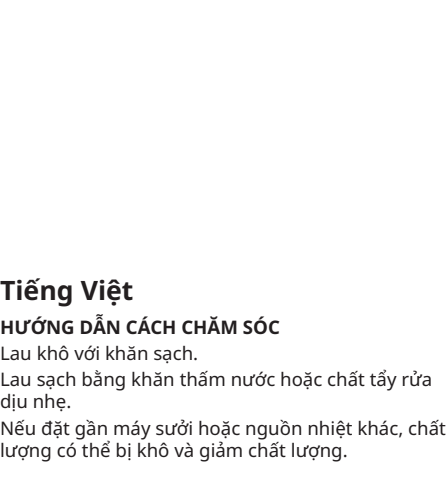 Tiếng Việt
HƯỚNG DẪN CÁCH CHĂM SÓC
Lau khô với khăn sạch.
Lau sạch bằng khăn thấm nước hoặc chất tẩy rửa
dịu nhẹ.
Nếu đặt gần máy sưởi hoặc nguồn nhiệt khác, chất
lượng có thể bị khô và giảm chất lượng.